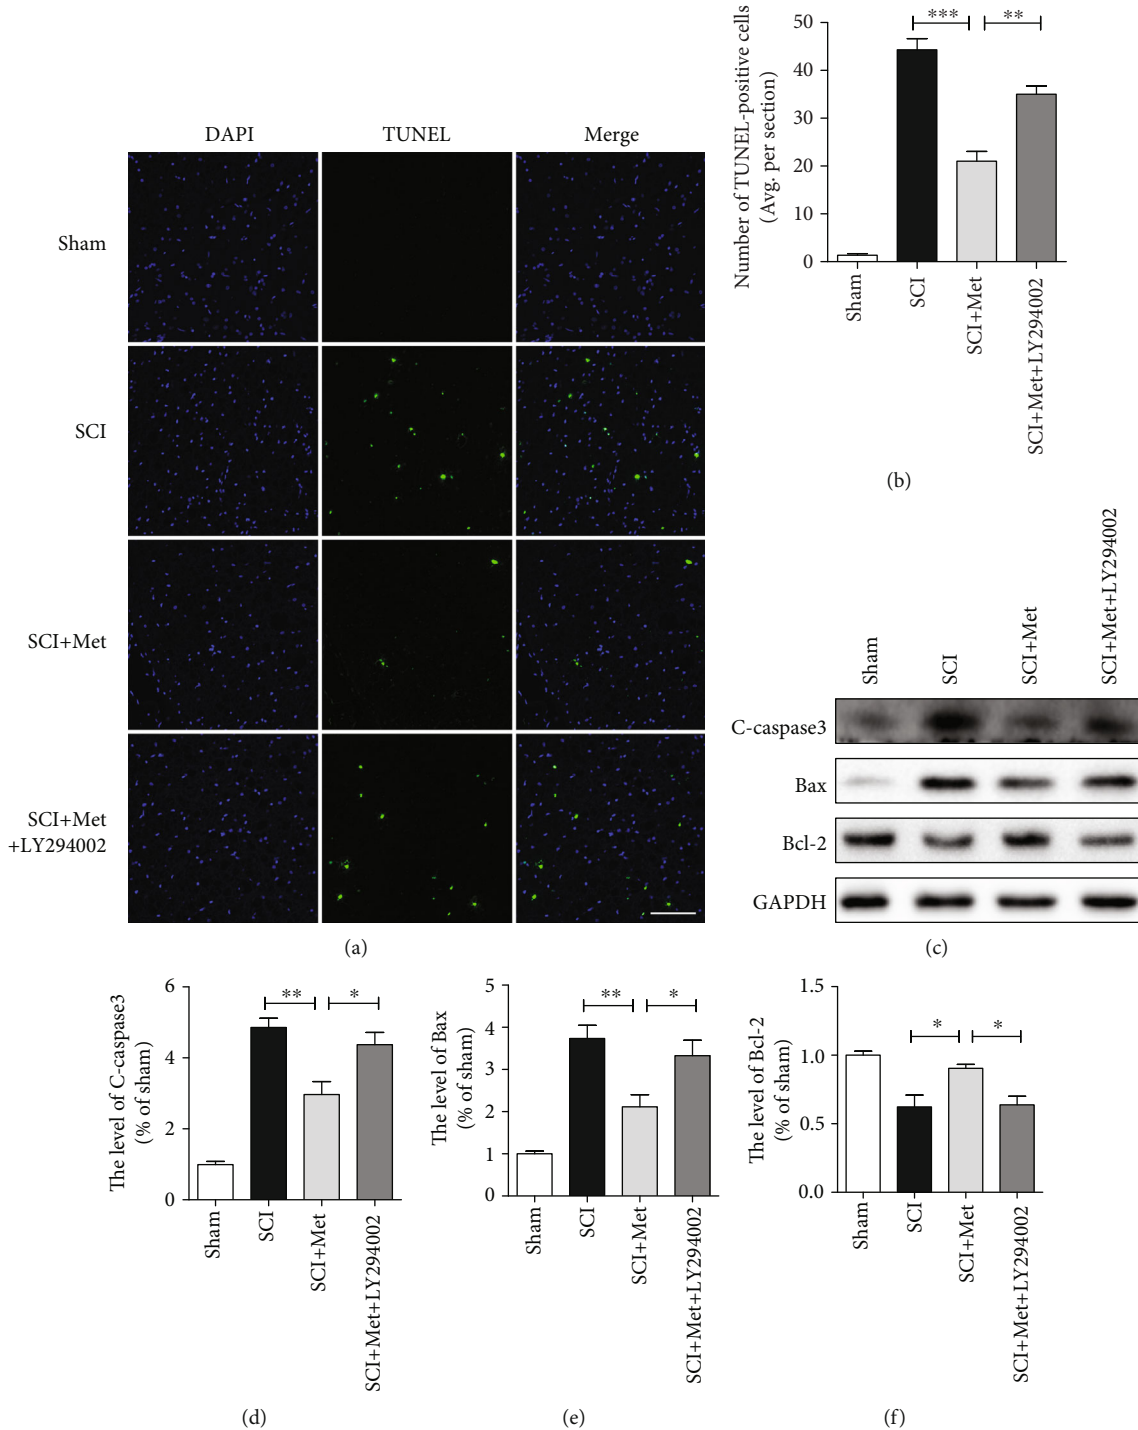 DAPI
TUNEL
Merge
Sham
SCI
SCI+Met
SCI+Met
+LY294002
(a)
Number of TUNEL-positive cells
(Avg. per section)
50
40
30
20
10
0
***
**
Sham
SCI
SCI+Met
SCI+Met+LY294002
(b)
Sham
SCI
SCI+Met
SCI+Met+LY294002
C-caspase3
Bax
Bcl-2
GAPDH
(c)
The level of C-caspase3
(% of sham)
6
4
2
0
**
*
Sham
SCI
SCI+Met
SCI+Met+LY294002
(d)
The level of Bax
(% of sham)
5
4
3
2
1
0
**
*
Sham
SCI
SCI+Met
SCI+Met+LY294002
(e)
The level of Bcl-2
(% of sham)
1.5
1.0
0.5
0.0
*
*
Sham
SCI
SCI+Met
SCI+Met+LY294002
(f)